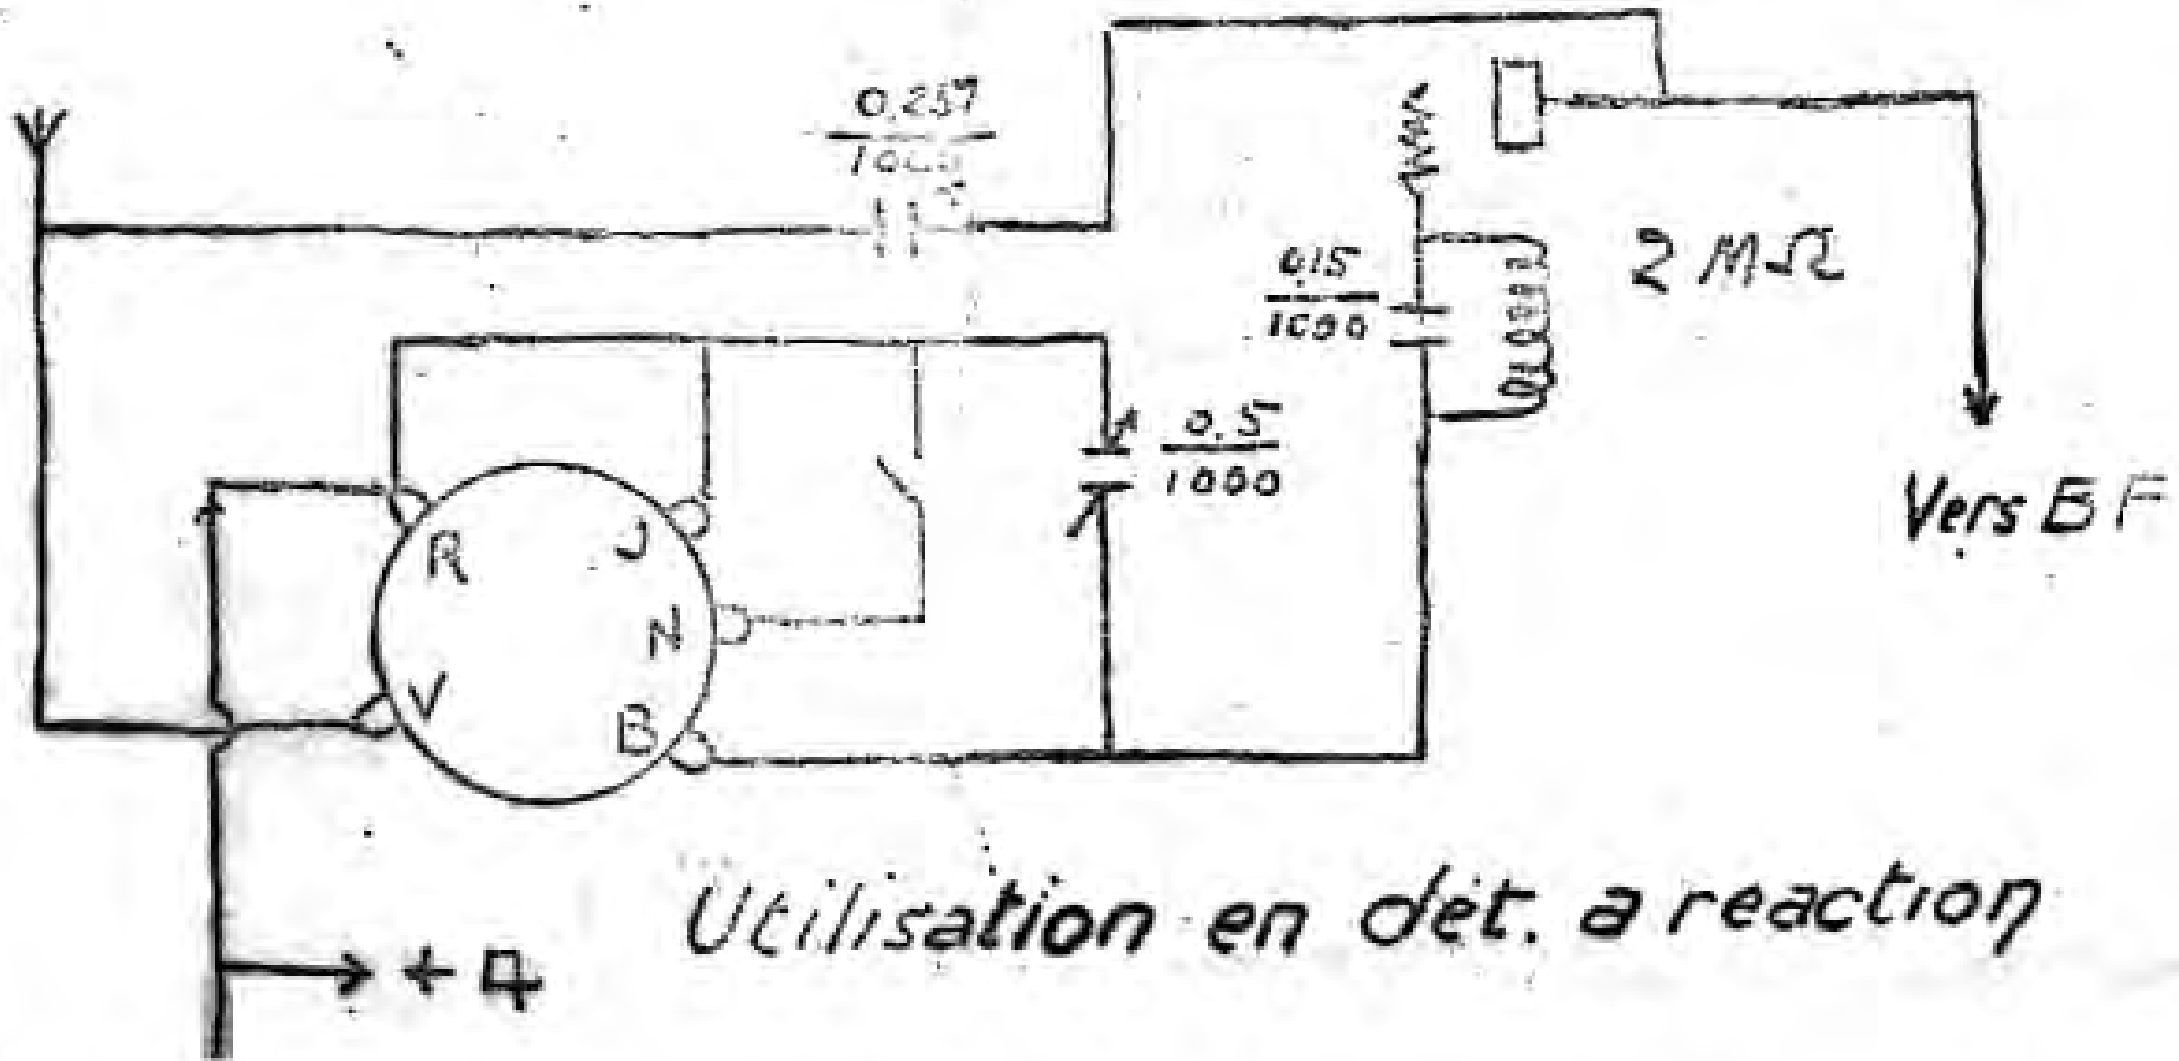 0,25
1000
0,15
1000
2 MΩ
0.5
1000
Vers BF
R
J
N
V
B
+ 4
Utilisation en dét. a reaction